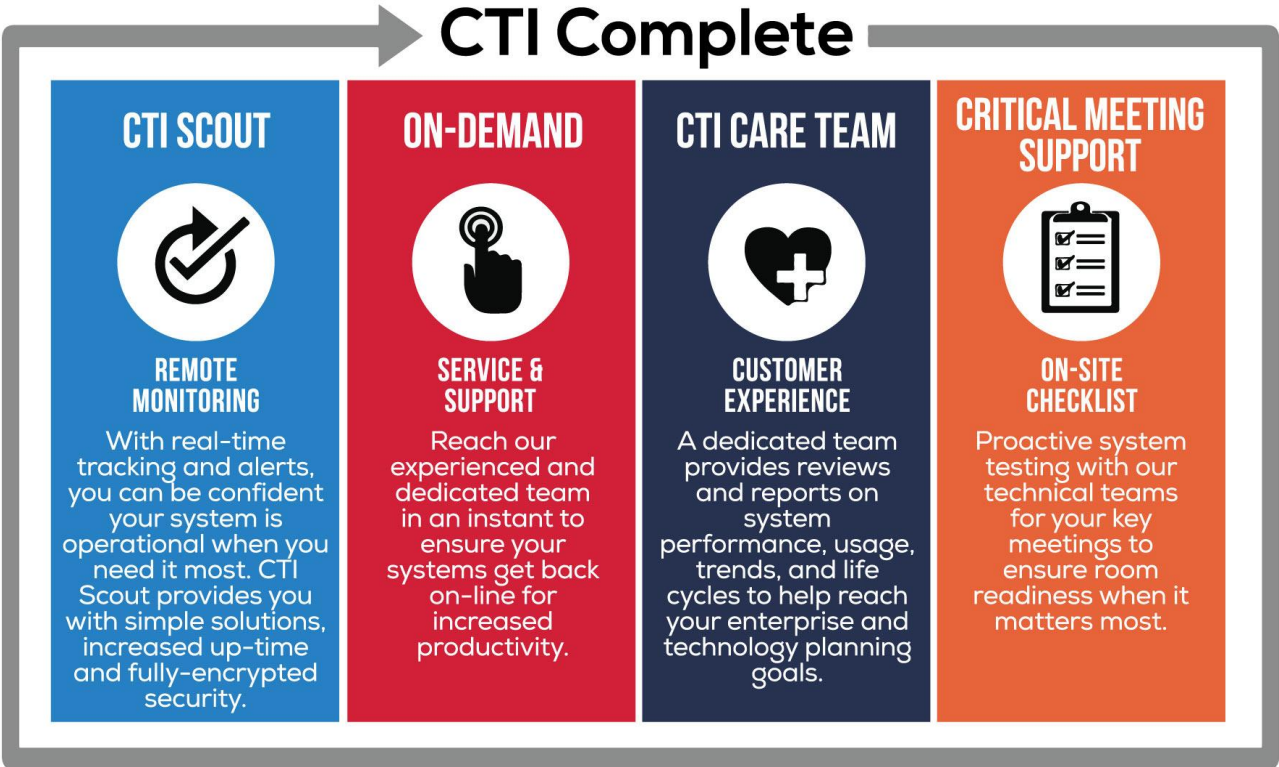 CTI Complete
CTI SCOUT
REMOTE
MONITORING
With real-time
tracking and alerts,
you can be confident
your system is
operational when you
need it most. CTI
Scout provides you
with simple solutions,
increased up-time
and fully-encrypted
security.
ON-DEMAND
SERVICE &
SUPPORT
Reach our
experienced and
dedicated team
in an instant to
ensure your
systems get back
on-line for
increased
productivity.
CTI CARE TEAM
CUSTOMER
EXPERIENCE
A dedicated team
provides reviews
and reports on
system
performance, usage,
trends, and life
cycles to help reach
your enterprise and
technology planning
goals.
CRITICAL MEETING
SUPPORT
ON-SITE
CHECKLIST
Proactive system
testing with our
technical teams
for your key
meetings to
ensure room
readiness when it
matters most.